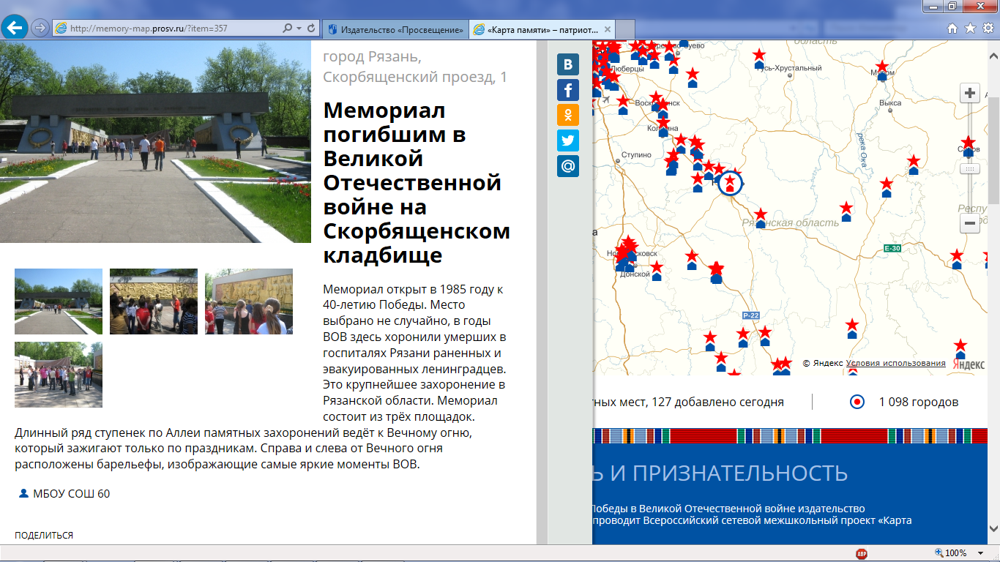 http://memory-map.prosv.ru/?item=357
Издательство «Просвещение»
«Карта памяти» – патриот...
город Рязань,
Скорбященский проезд, 1
Мемориал
погибшим в
Великой
Отечественной
войне на
Скорбященском
кладбище
Мемориал открыт в 1985 году к
40-летию Победы. Место
выбрано не случайно, в годы
ВОВ здесь хоронили умерших в
госпиталях Рязани раненных и
эвакуированных ленинградцев.
Это крупнейшее захоронение в
Рязанской области. Мемориал
состоит из трёх площадок.
Длинный ряд ступенек по Аллеи памятных захоронений ведёт к Вечному огню,
который зажигают только по праздникам. Справа и слева от Вечного огня
расположены барельефы, изображающие самые яркие моменты ВОВ.
МБОУ СОШ 60
ПОДЕЛИТЬСЯ
область
Люберцы
Гусь-Хрустальный
Муром
Выкса
Ступино
река Ока
Рязанская область
Донской
E-30
Р-22
© Яндекс Условия использования
Яндекс
тных мест, 127 добавлено сегодня
1 098 городов
Ь И ПРИЗНАТЕЛЬНОСТЬ
Победы в Великой Отечественной войне издательство
проводит Всероссийский сетевой межшкольный проект «Карта
ABP
100%